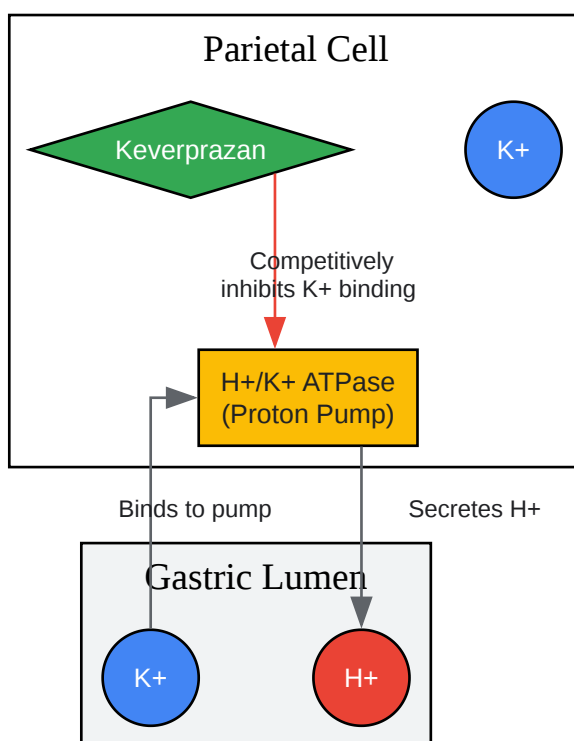 Parietal Cell
Keverprazan
K+
Competitively
inhibits K+ binding
H+/K+ ATPase
(Proton Pump)
Binds to pump
Secretes H+
Gastric Lumen
K+
H+